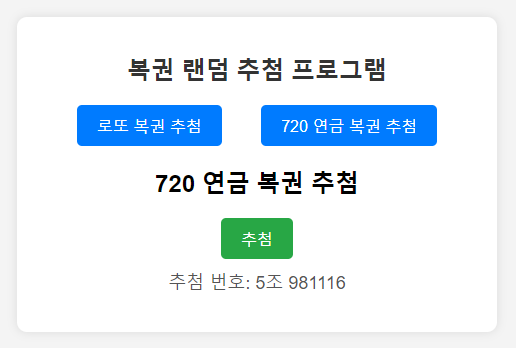 복권 랜덤 추첨 프로그램
로또 복권 추첨 720 연금 복권 추첨
720 연금 복권 추첨
추첨
추첨 번호: 5조 981116